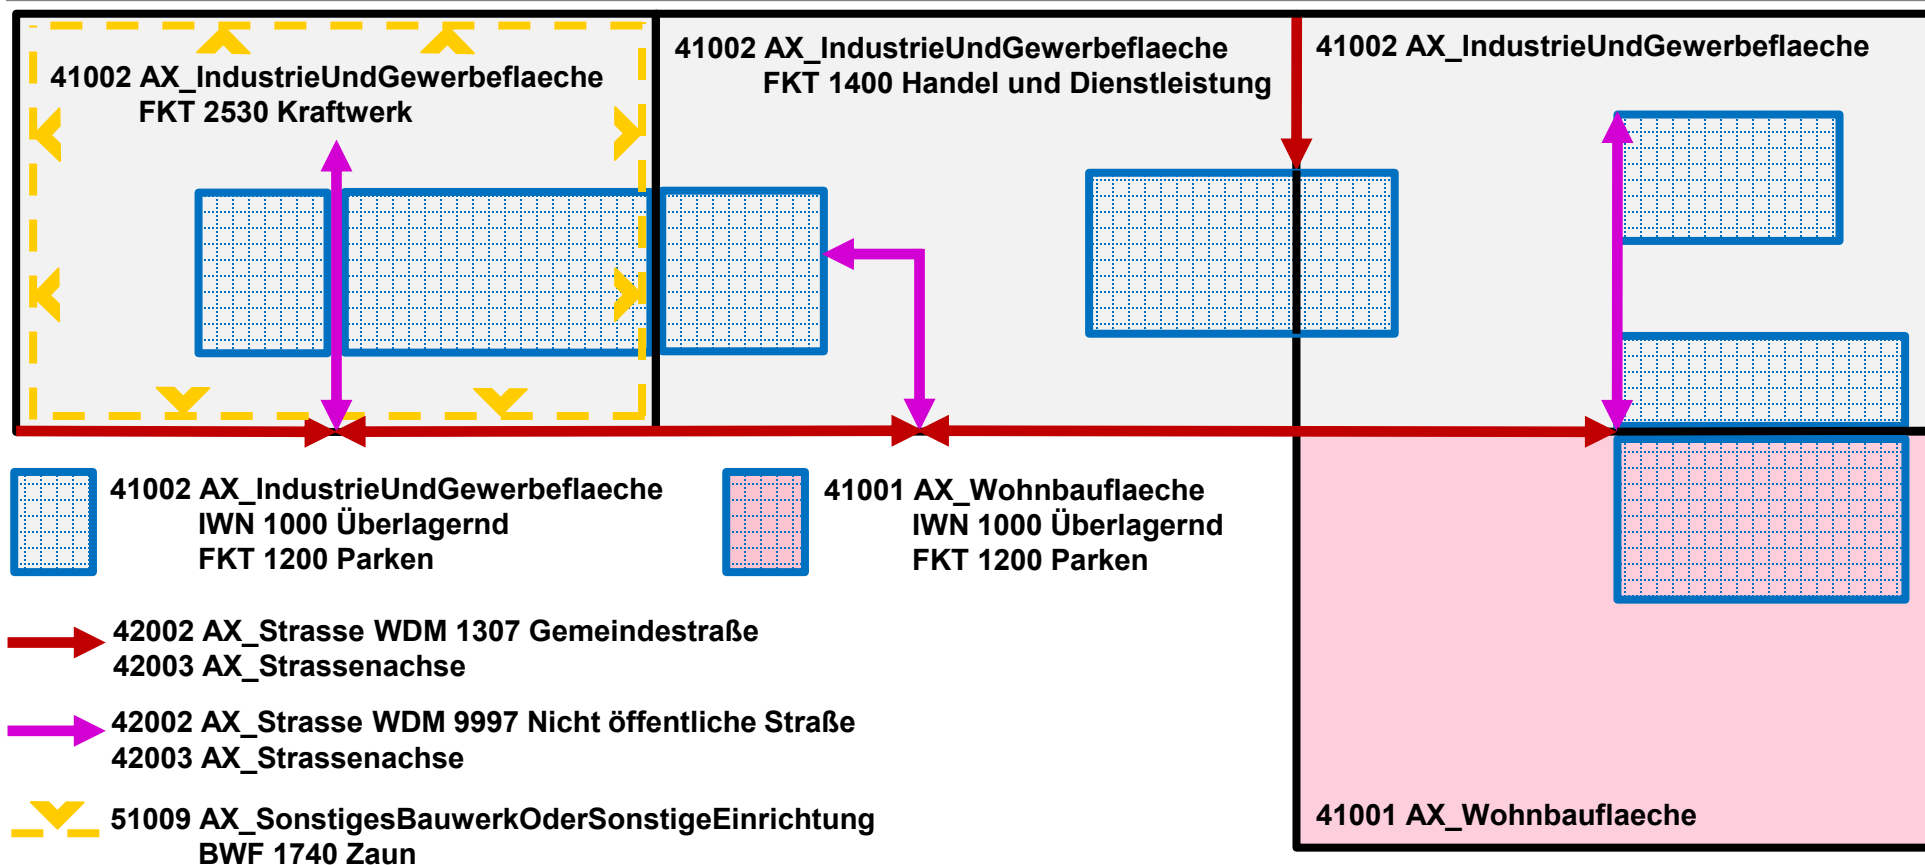 41002 AX_IndustrieUndGewerbeflaeche
FKT 2530 Kraftwerk
41002 AX_IndustrieUndGewerbeflaeche
FKT 1400 Handel und Dienstleistung
41002 AX_IndustrieUndGewerbeflaeche
41002 AX_IndustrieUndGewerbeflaeche
IWN 1000 Überlagernd
FKT 1200 Parken
41001 AX_Wohnbauflaeche
IWN 1000 Überlagernd
FKT 1200 Parken
42002 AX_Strasse WDM 1307 Gemeindestraße
42003 AX_Strassenachse
42002 AX_Strasse WDM 9997 Nicht öffentliche Straße
42003 AX_Strassenachse
51009 AX_SonstigesBauwerkOderSonstigeEinrichtung
BWF 1740 Zaun
41001 AX_Wohnbauflaeche